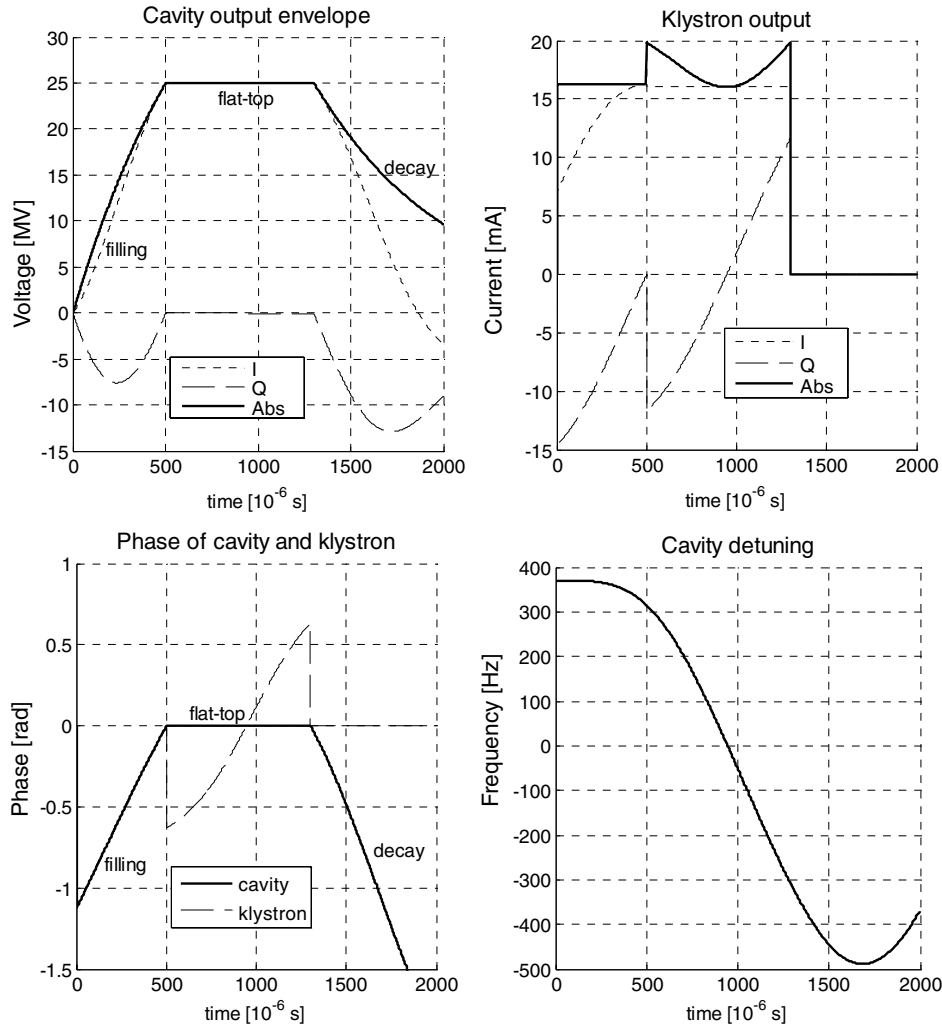 Cavity output envelope
30
25
20
15
10
5
0
-5
-10
-15
Voltage [MV]
flat-top
decay
filling
I
Q
Abs
0
500
1000
1500
2000
time [10⁻⁶ s]
Klystron output
20
15
10
5
0
-5
-10
-15
Current [mA]
I
Q
Abs
0
500
1000
1500
2000
time [10⁻⁶ s]
Phase of cavity and klystron
1
0.5
0
-0.5
-1
-1.5
Phase [rad]
flat-top
filling
decay
cavity
klystron
0
500
1000
1500
2000
time [10⁻⁶ s]
Cavity detuning
400
300
200
100
0
-100
-200
-300
-400
-500
Frequency [Hz]
0
500
1000
1500
2000
time [10⁻⁶ s]